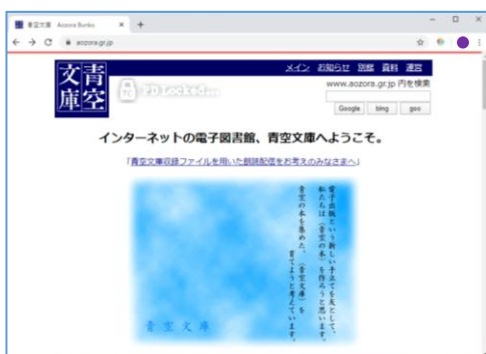 青空文庫 Aozora Bunko
aozora.gr.jp
青空
文庫
PD Locked...
メイン お知らせ 別館 資料 運営
www.aozora.gr.jp 内を検索
Google bing goo
インターネットの電子図書館、青空文庫へようこそ。
「青空文庫収録ファイルを用いた朗読配信をお考えのみなさまへ」
電子出版という新しい手立てを友として、
私たちは〈青空の本〉を作ろうと思います。
青空の本を集めた、〈青空文庫〉を
育てようと考えています。
青空文庫